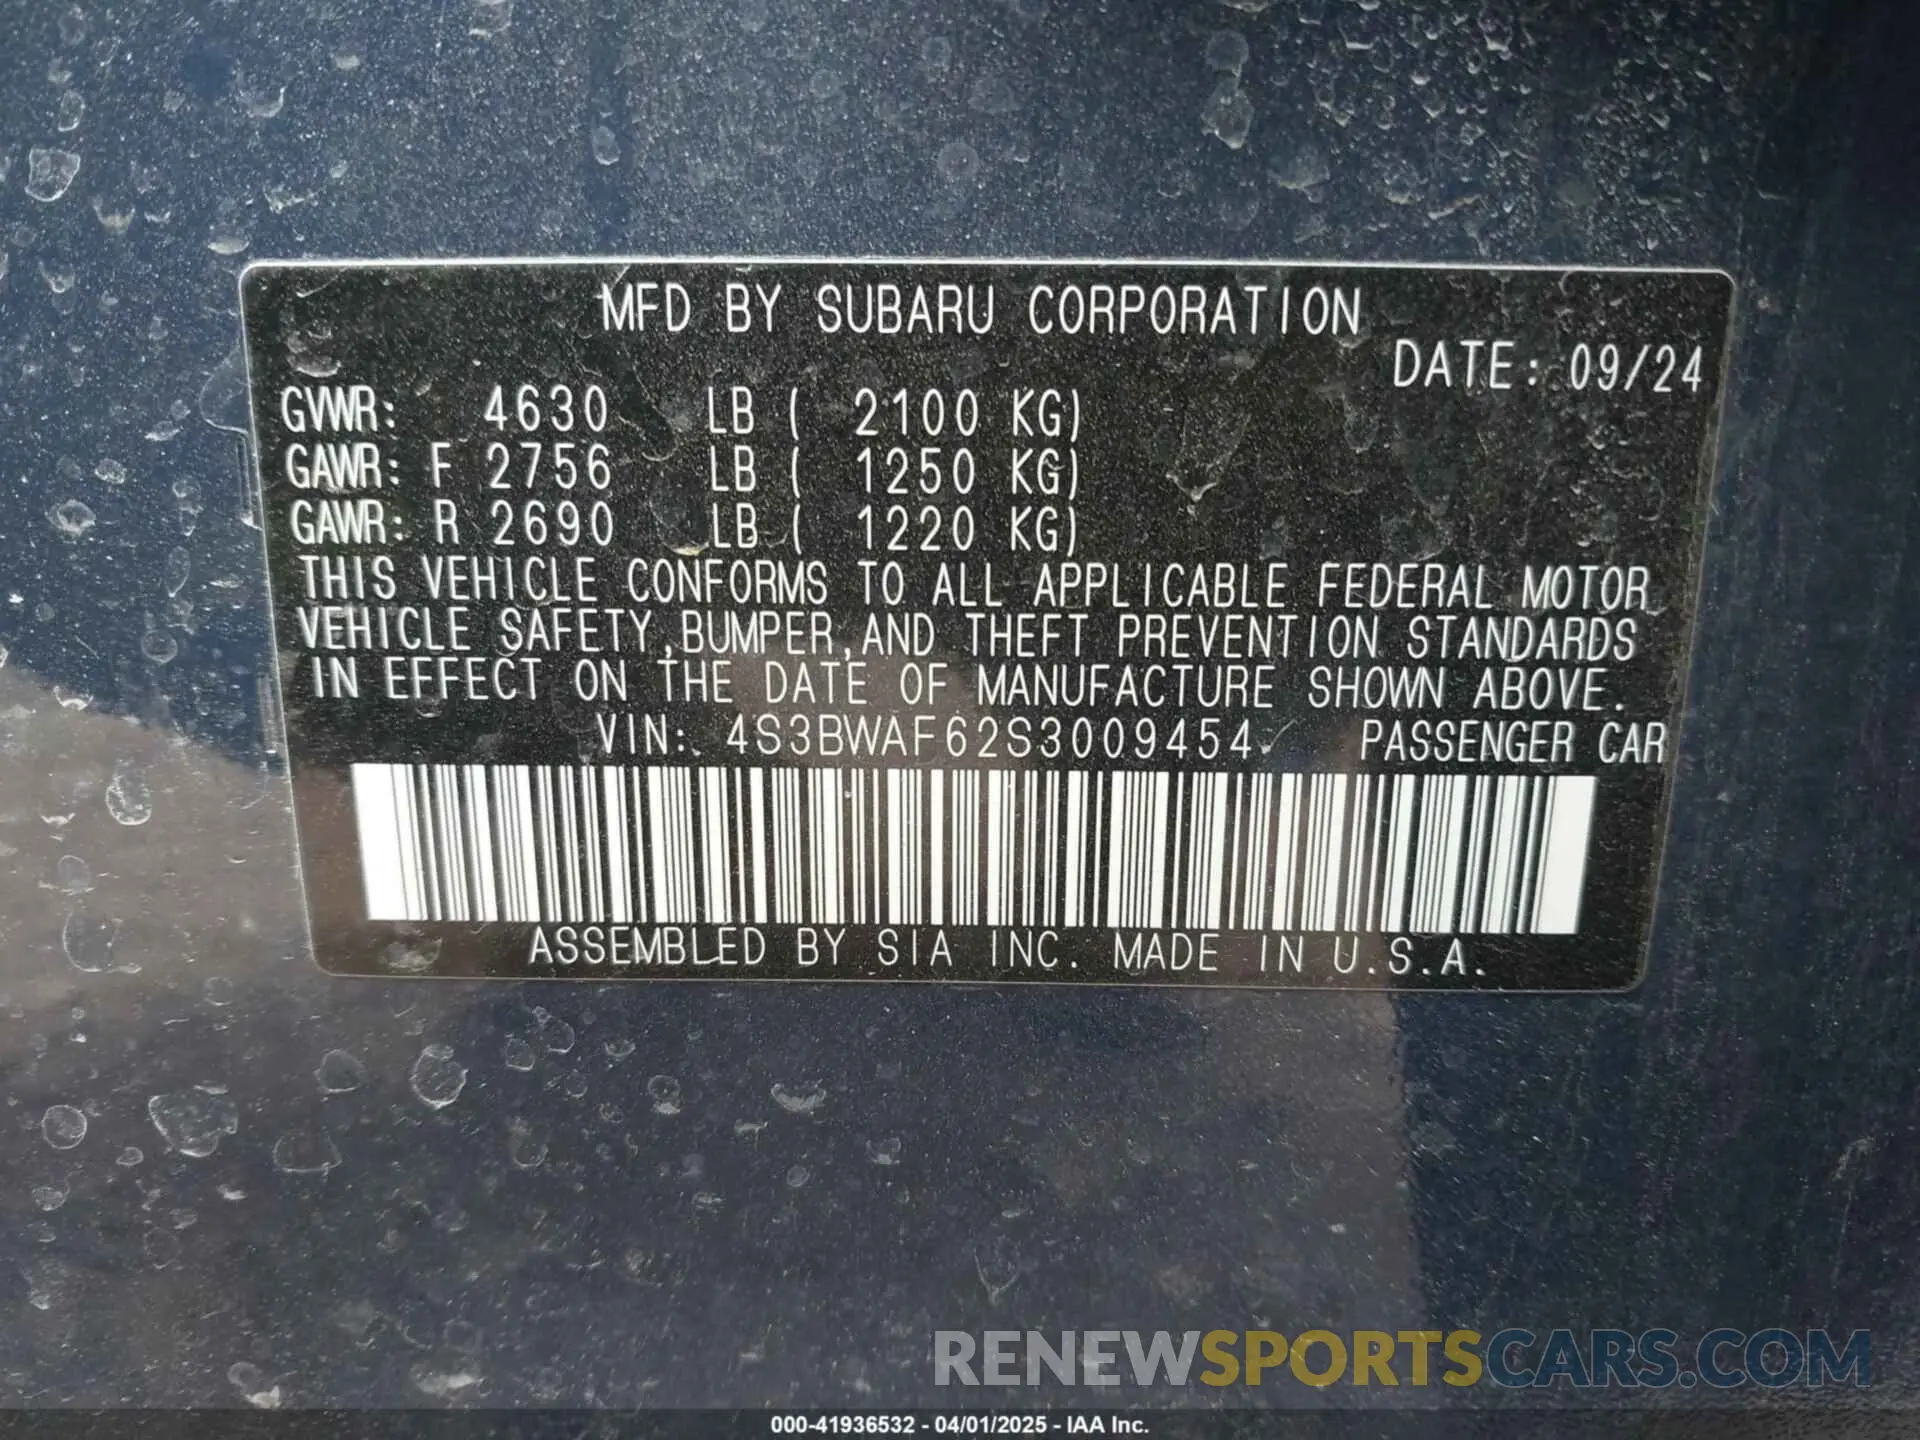 MFD BY SUBARU CORPORATION
DATE: 09/24
GVWR: 4630 LB ( 2100 KG)
GAWR: F 2756 LB ( 1250 KG)
GAWR: R 2690 LB ( 1220 KG)
THIS VEHICLE CONFORMS TO ALL APPLICABLE FEDERAL MOTOR
VEHICLE SAFETY,BUMPER,AND THEFT PREVENTION STANDARDS
IN EFFECT ON THE DATE OF MANUFACTURE SHOWN ABOVE.
VIN: 4S3BWAF62S3009454 PASSENGER CAR
ASSEMBLED BY SIA INC. MADE IN U.S.A.
RENEWSPORTSCARS.COM
000-41936532 - 04/01/2025 - IAA Inc.